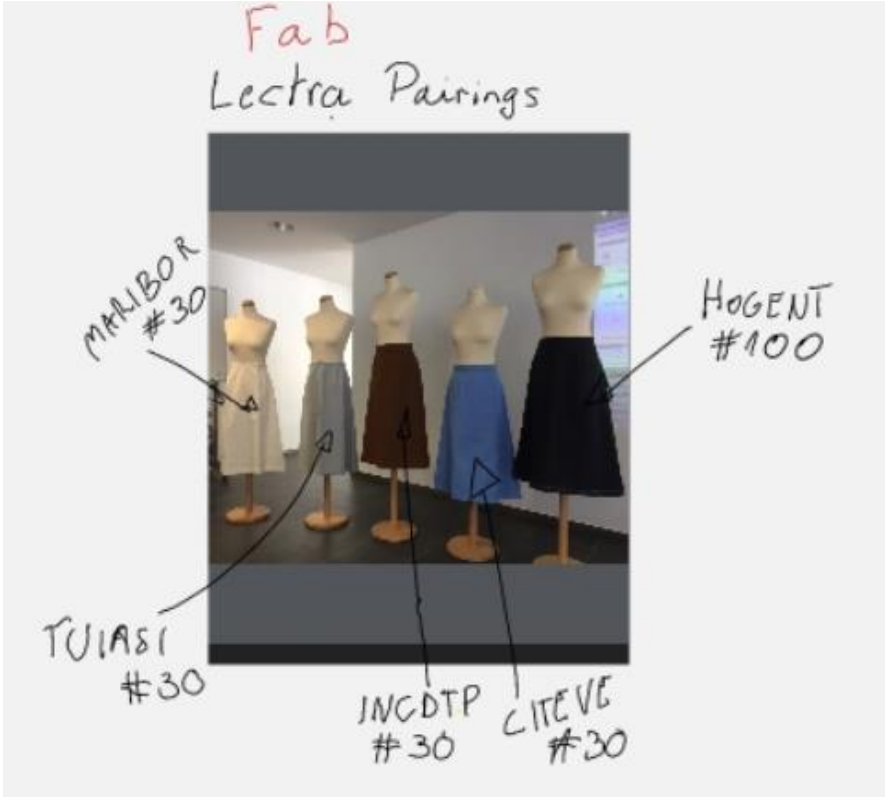 Fab
Lectra Pairings
MARIBOR
#30
HOGENT
#100
TUIASI
#30
INCDTP
#30
CITEVE
#30